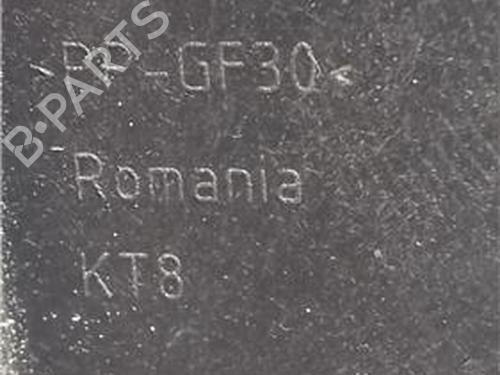 >PP-GF30<
Romania
KT8
B-PARTS